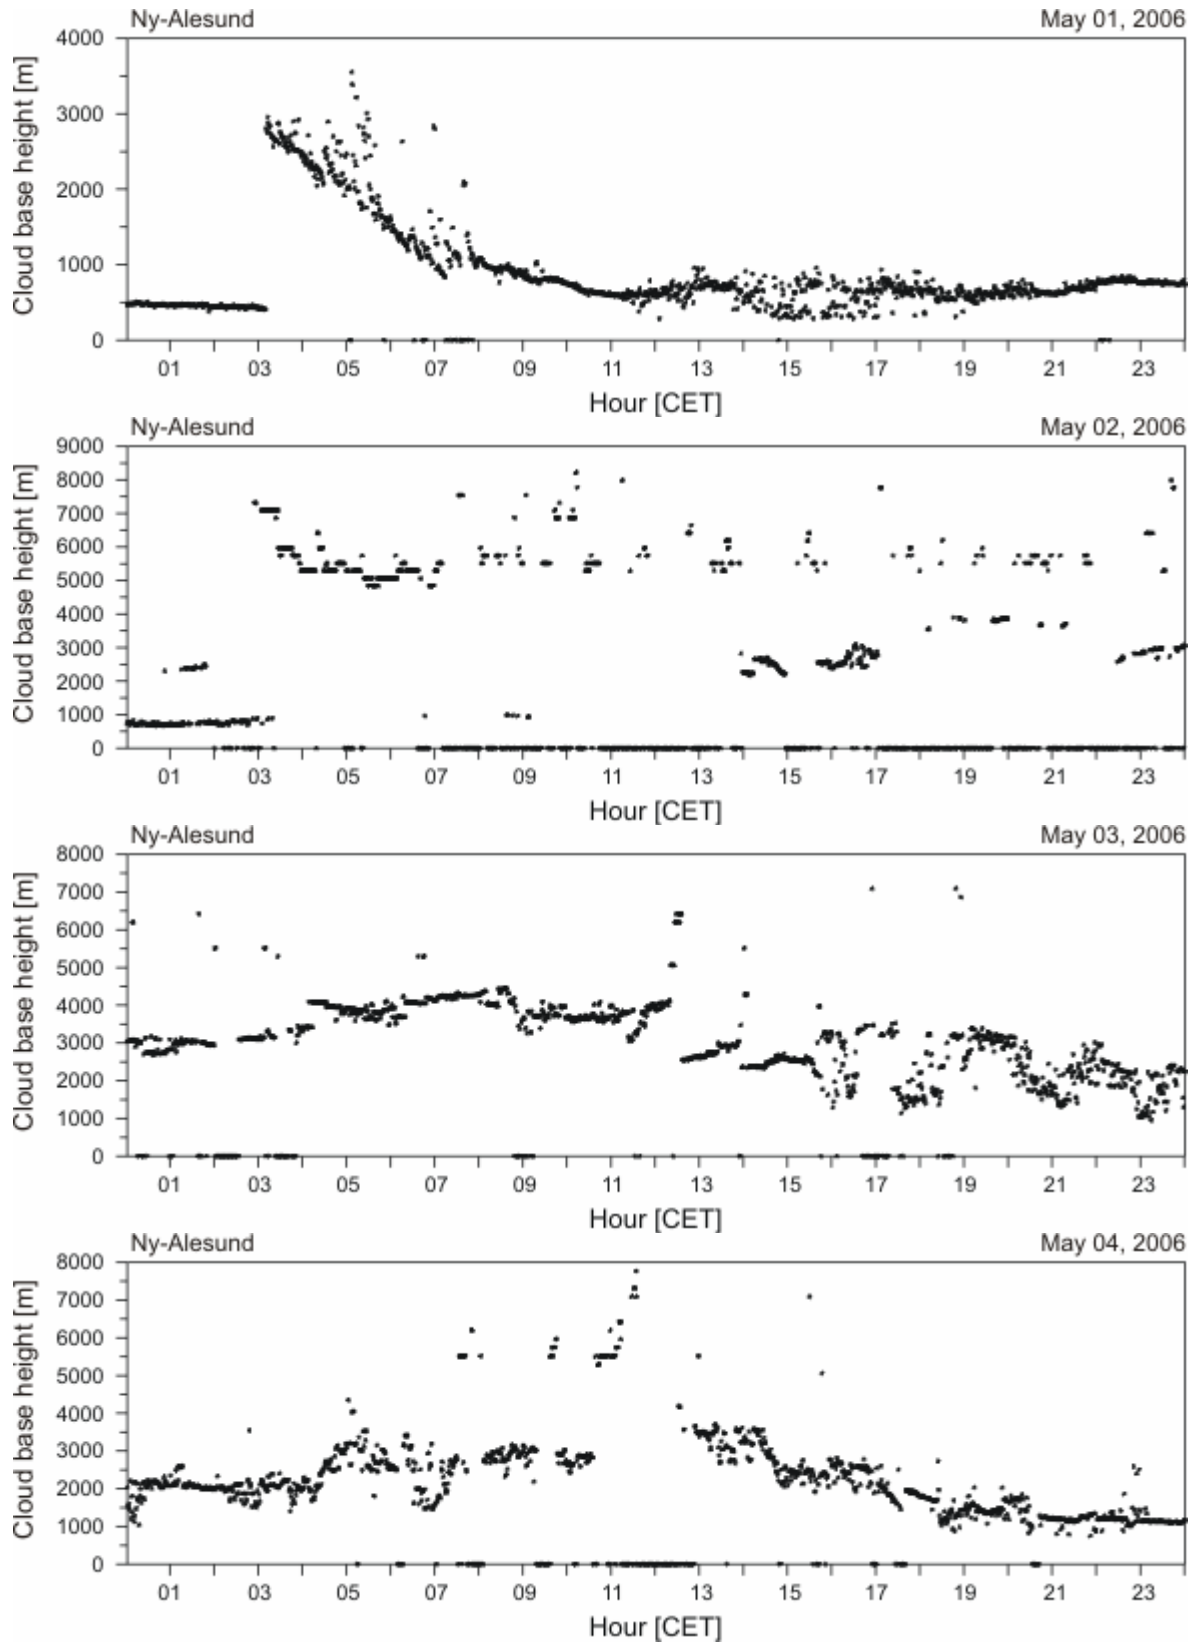 Ny-Alesund May 01, 2006
Cloud base height [m]
4000
3000
2000
1000
0
01 03 05 07 09 11 13 15 17 19 21 23
Hour [CET]
Ny-Alesund May 02, 2006
Cloud base height [m]
9000
8000
7000
6000
5000
4000
3000
2000
1000
0
01 03 05 07 09 11 13 15 17 19 21 23
Hour [CET]
Ny-Alesund May 03, 2006
Cloud base height [m]
8000
7000
6000
5000
4000
3000
2000
1000
0
01 03 05 07 09 11 13 15 17 19 21 23
Hour [CET]
Ny-Alesund May 04, 2006
Cloud base height [m]
8000
7000
6000
5000
4000
3000
2000
1000
0
01 03 05 07 09 11 13 15 17 19 21 23
Hour [CET]